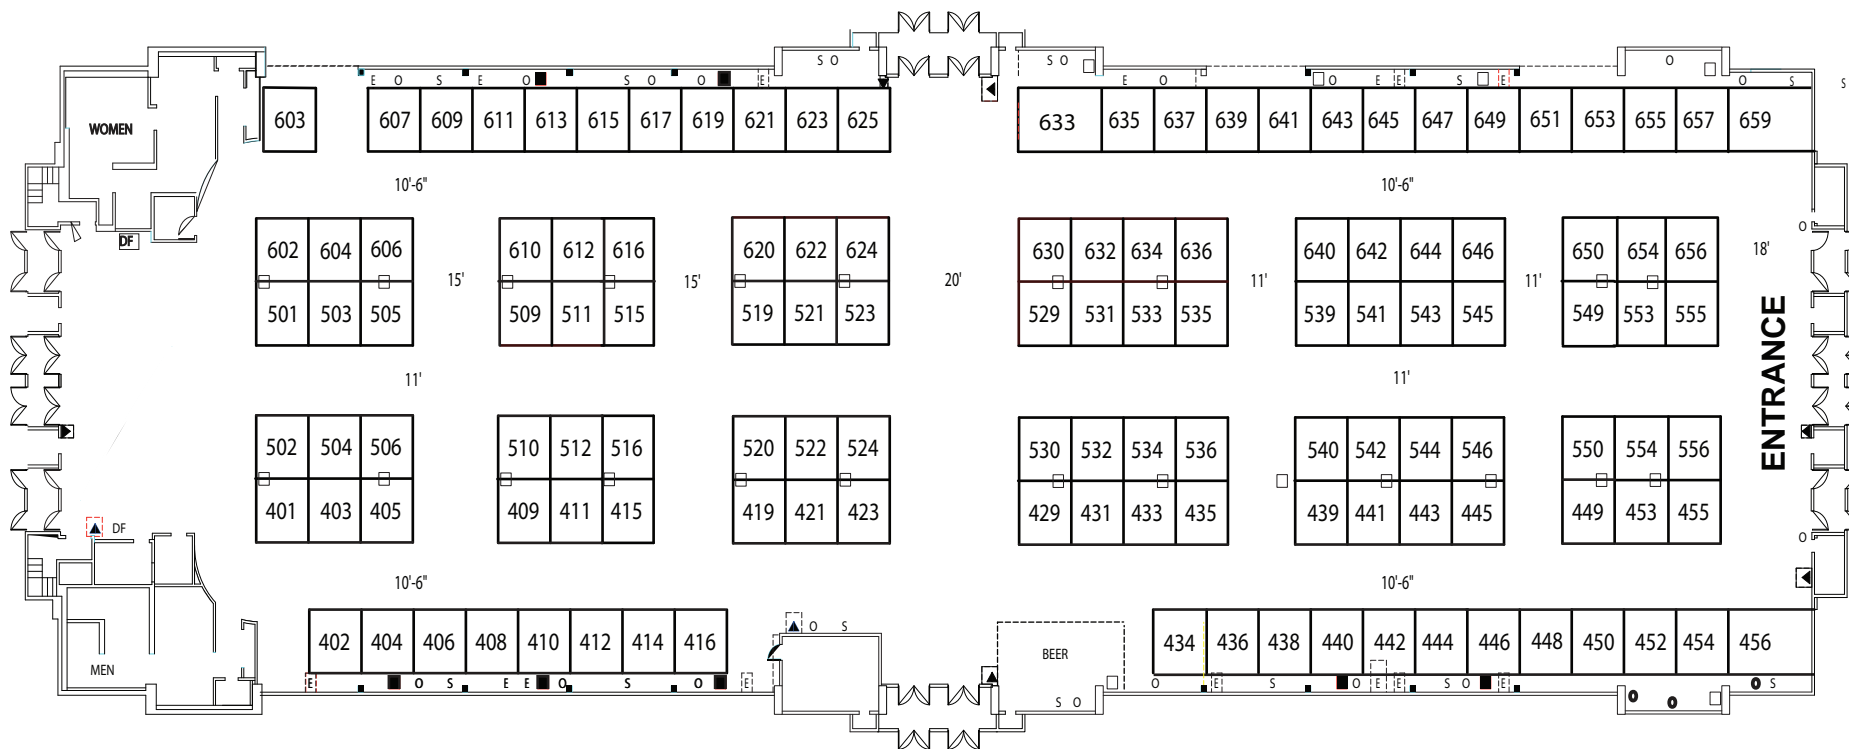 S O
S O
O
E O S E O S O O E
E O O E E S E
O S
S
WOMEN
603 607 609 611 613 615 617 619 621 623 625 633 635 637 639 641 643 645 647 649 651 653 655 657 659
10'-6" 10'-6"
DF
O
602 604 606 610 612 616 620 622 624 630 632 634 636 640 642 644 646 650 654 656
18'
15' 15' 20' 11' 11'
501 503 505 509 511 515 519 521 523 529 531 533 535 539 541 543 545 549 553 555
ENTRANCE
11' 11'
502 504 506 510 512 516 520 522 524 530 532 534 536 540 542 544 546 550 554 556
401 403 405 409 411 415 419 421 423 429 431 433 435 439 441 443 445 449 453 455
DF
O
10'-6" 10'-6"
O S
402 404 406 408 410 412 414 416 434 436 438 440 442 444 446 448 450 452 454 456
BEER
MEN
E O S E E O S O E
O E S O E E S O E O S
S O
O O